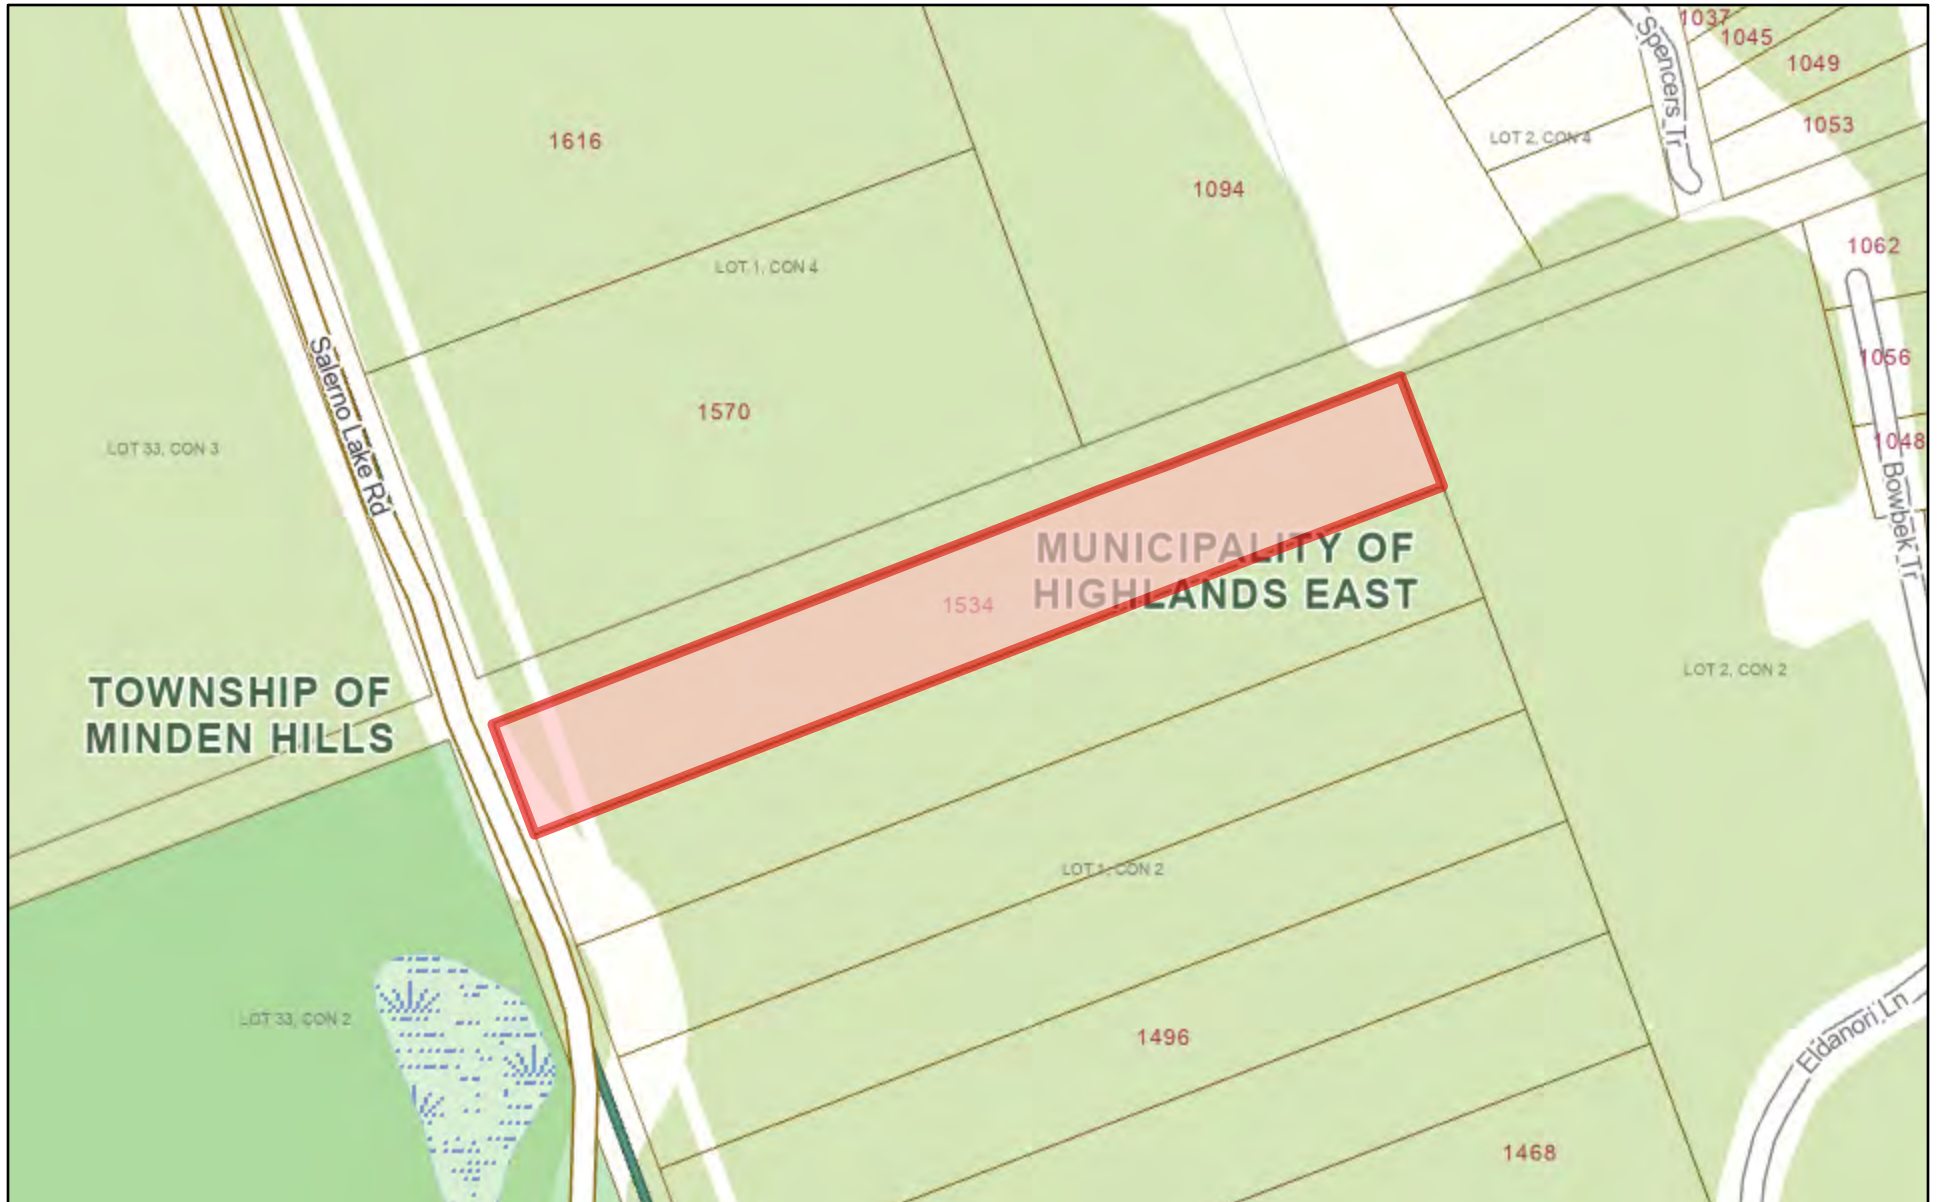 1037
1045
1049
1053
Spencers Tr
1616
LOT 2, CON 4
1094
1062
LOT 1, CON 4
Salerno Lake Rd
1056
1570
LOT 33, CON 3
1048
Bowbek Tr
MUNICIPALITY OF
HIGHLANDS EAST
1534
TOWNSHIP OF
MINDEN HILLS
LOT 2, CON 2
LOT 1, CON 2
LOT 33, CON 2
1496
Eldanori Ln
1468